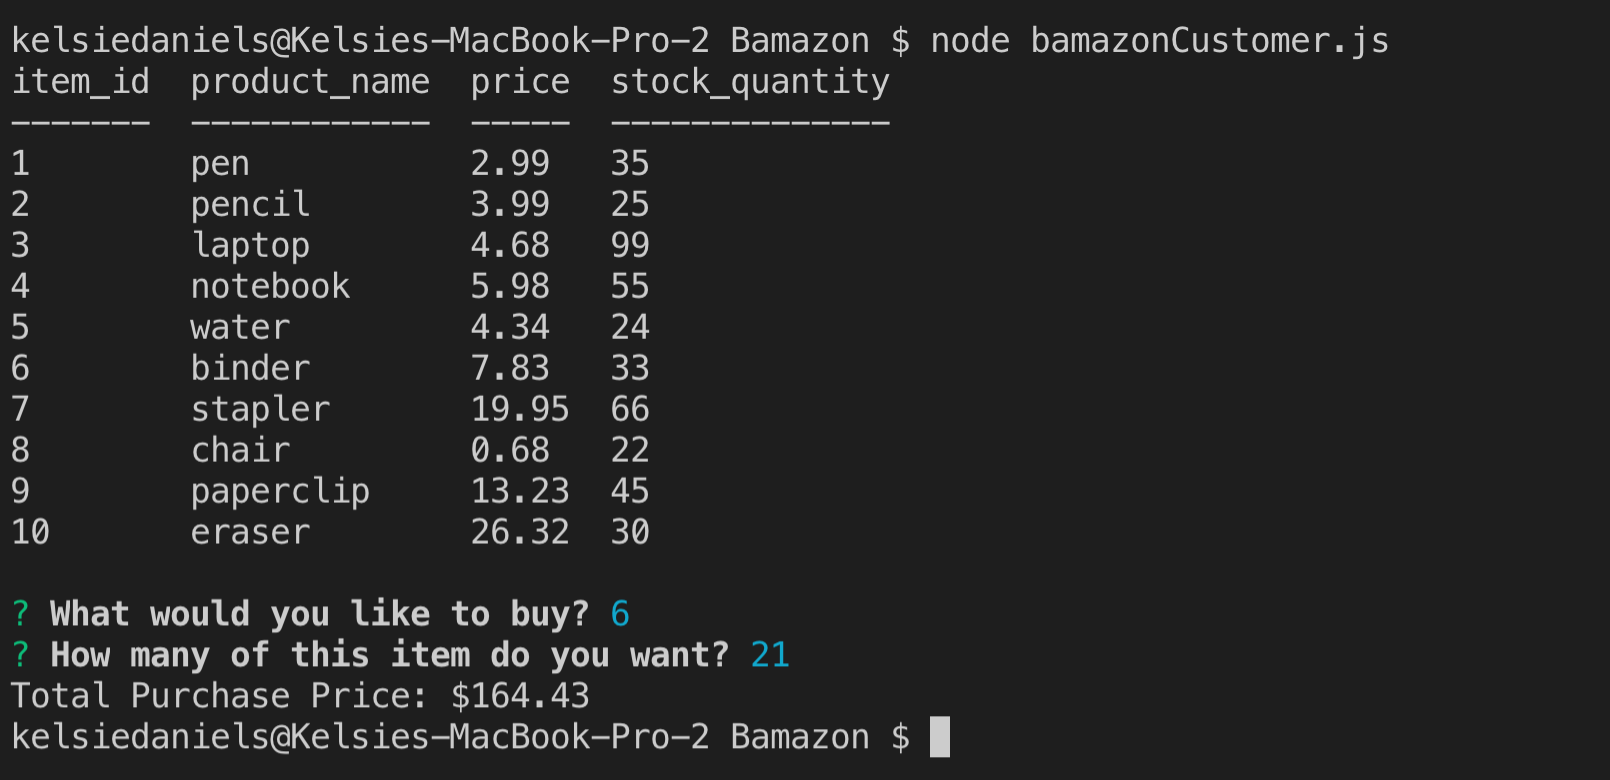 kelsiedaniels@Kelsies-MacBook-Pro-2 Bamazon $ node bamazonCustomer.js
item_id  product_name  price  stock_quantity
-------  ------------  -----  --------------
1        pen           2.99   35
2        pencil        3.99   25
3        laptop        4.68   99
4        notebook      5.98   55
5        water         4.34   24
6        binder        7.83   33
7        stapler       19.95  66
8        chair         0.68   22
9        paperclip     13.23  45
10       eraser        26.32  30

? What would you like to buy? 6
? How many of this item do you want? 21
Total Purchase Price: $164.43
kelsiedaniels@Kelsies-MacBook-Pro-2 Bamazon $